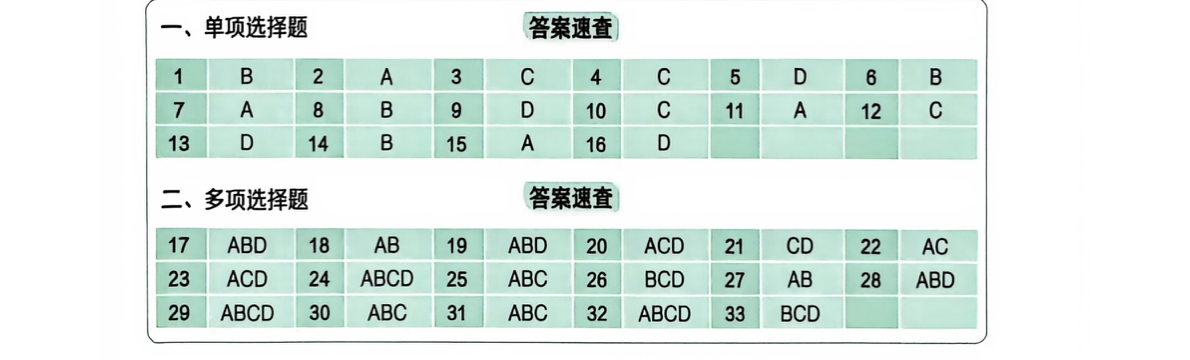 一、单项选择题 答案速查
1 B 2 A 3 C 4 C 5 D 6 B
7 A 8 B 9 D 10 C 11 A 12 C
13 D 14 B 15 A 16 D
二、多项选择题 答案速查
17 ABD 18 AB 19 ABD 20 ACD 21 CD 22 AC
23 ACD 24 ABCD 25 ABC 26 BCD 27 AB 28 ABD
29 ABCD 30 ABC 31 ABC 32 ABCD 33 BCD